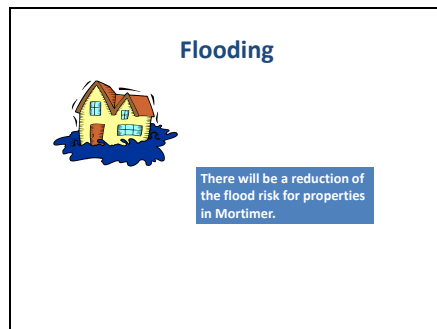 Flooding
There will be a reduction of
the flood risk for properties
in Mortimer.